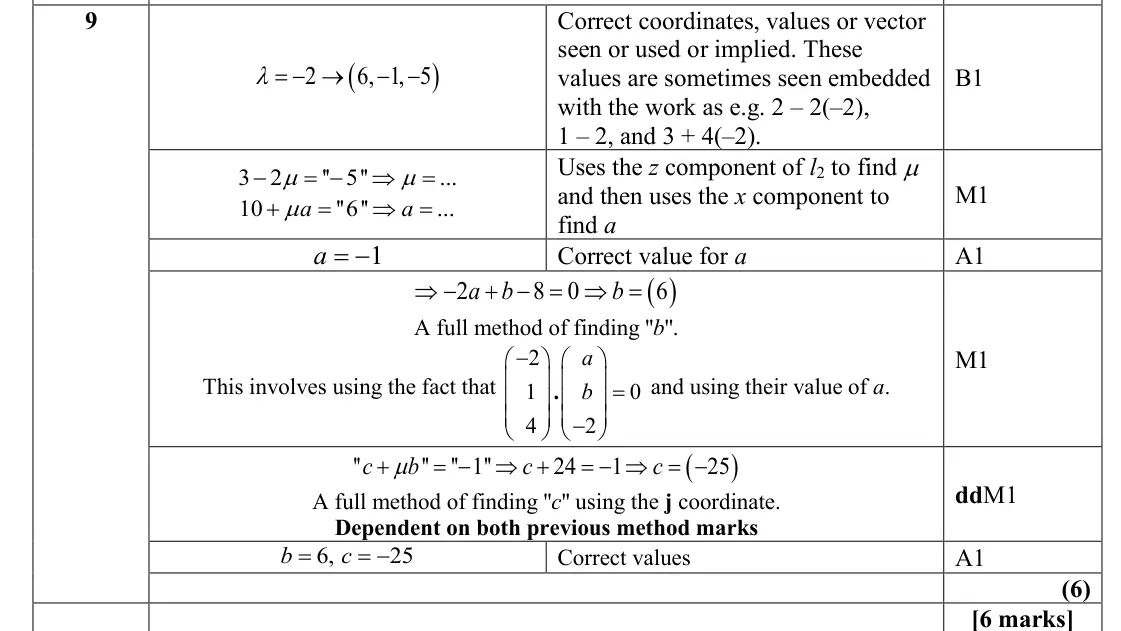 9
λ = −2 → (6, −1, −5)
Correct coordinates, values or vector
seen or used or implied. These
values are sometimes seen embedded
with the work as e.g. 2 – 2(–2),
1 – 2, and 3 + 4(–2).
B1
3 − 2μ = "− 5" ⇒ μ = ...
10 + μa = "6" ⇒ a = ...
Uses the z component of l₂ to find μ
and then uses the x component to
find a
M1
a = −1
Correct value for a
A1
⇒ −2a + b − 8 = 0 ⇒ b = (6)
A full method of finding "b".
This involves using the fact that (−2 1 4) . (a b −2) = 0 and using their value of a.
M1
"c + μb" = "−1" ⇒ c + 24 = −1 ⇒ c = (−25)
A full method of finding "c" using the j coordinate.
Dependent on both previous method marks
ddM1
b = 6, c = −25
Correct values
A1
(6)
[6 marks]